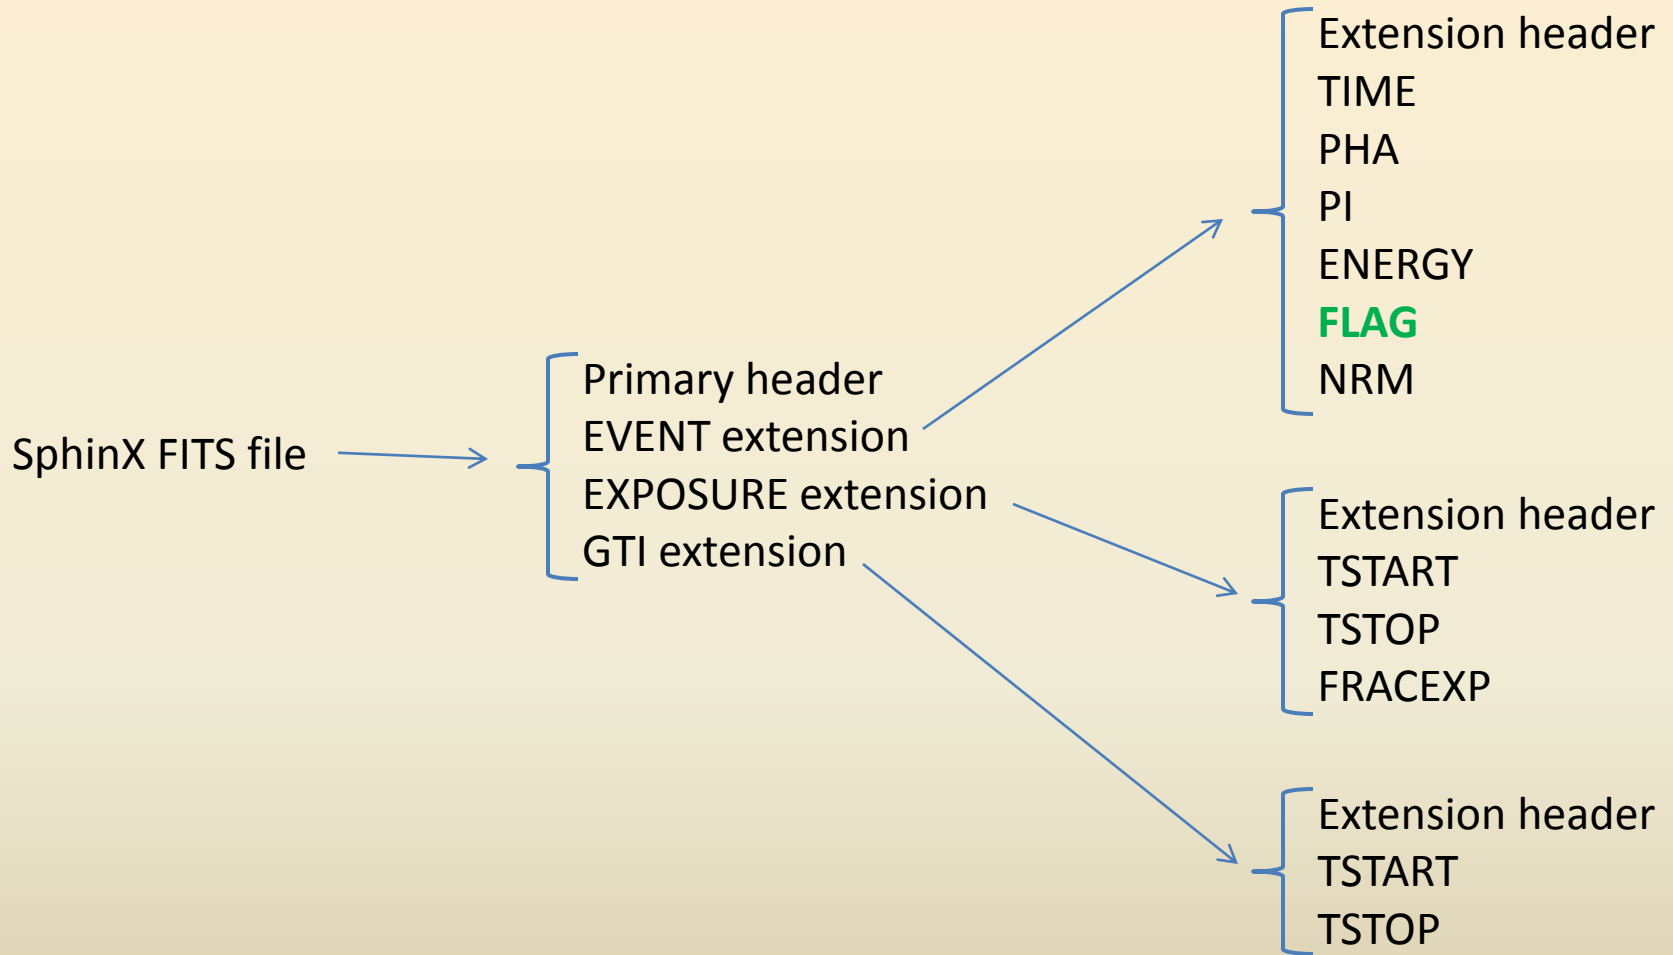 SphinX FITS file
Primary header
EVENT extension
EXPOSURE extension
GTI extension
Extension header
TIME
PHA
PI
ENERGY
FLAG
NRM
Extension header
TSTART
TSTOP
FRACEXP
Extension header
TSTART
TSTOP